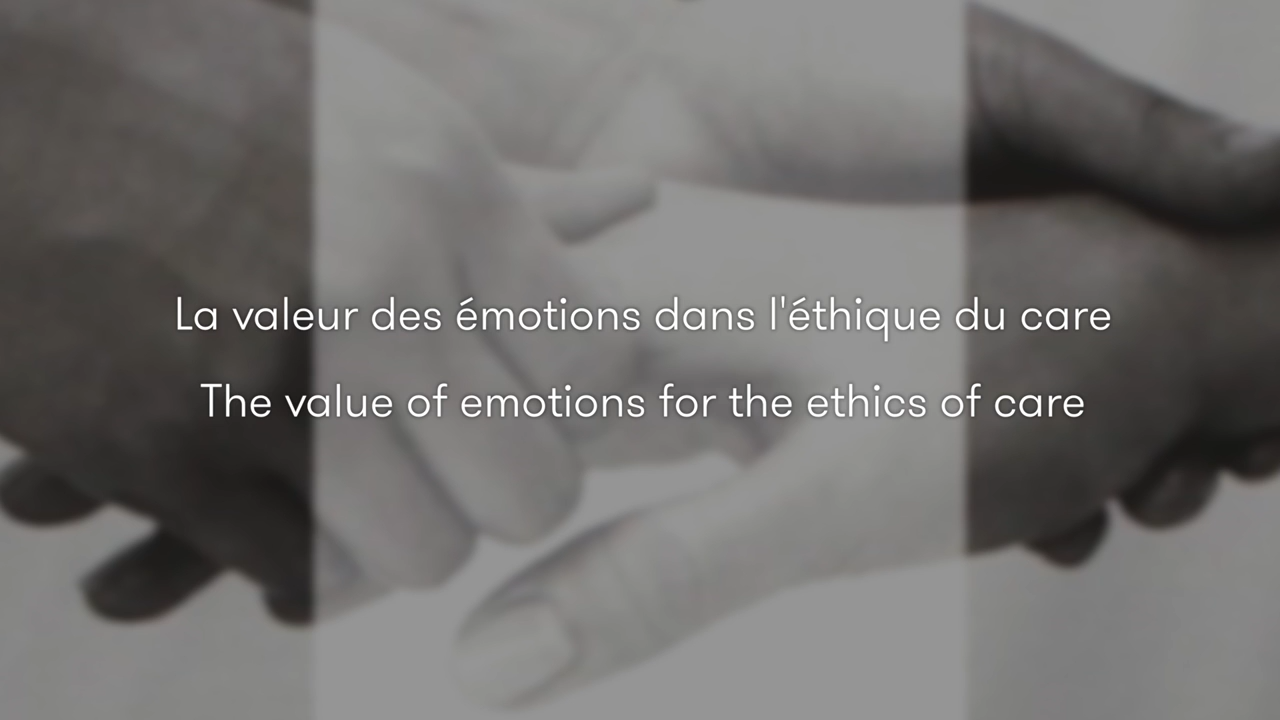 La valeur des émotions dans l'éthique du care
The value of emotions for the ethics of care